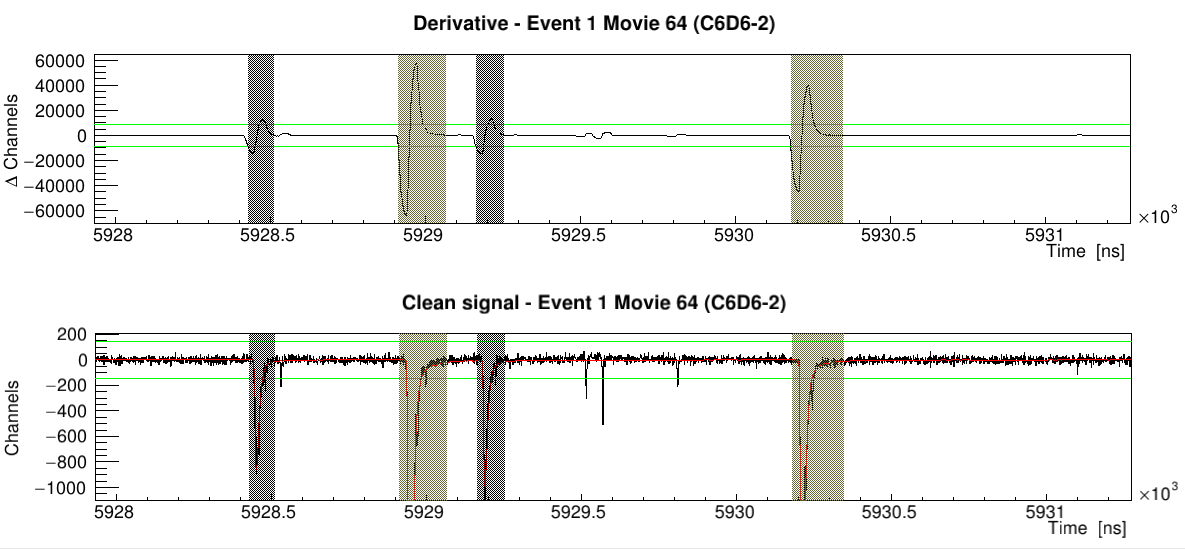 Derivative - Event 1 Movie 64 (C6D6-2)
60000
40000
20000
0
−20000
−40000
−60000
Δ Channels
5928 5928.5 5929 5929.5 5930 5930.5 5931
×10³
Time [ns]
Clean signal - Event 1 Movie 64 (C6D6-2)
200
0
−200
−400
−600
−800
−1000
Channels
5928 5928.5 5929 5929.5 5930 5930.5 5931
×10³
Time [ns]